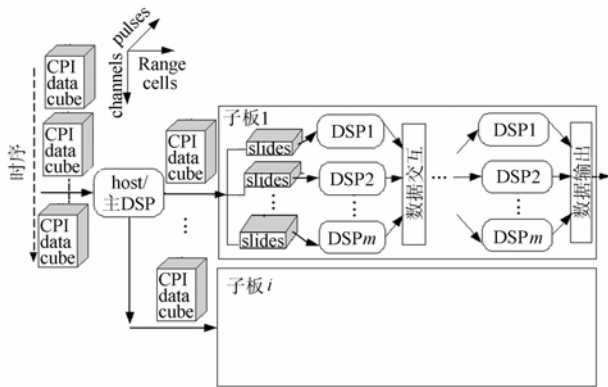 pulses
channels
Range
cells
CPI
data
cube
CPI
data
cube
CPI
data
cube
时序
host/
主DSP
CPI
data
cube
⋮
CPI
data
cube
子板1
slides
slides
⋮
slides
DSP1
DSP2
⋮
DSPm
数据交互
…
DSP1
DSP2
⋮
DSPm
数据输出
子板 i